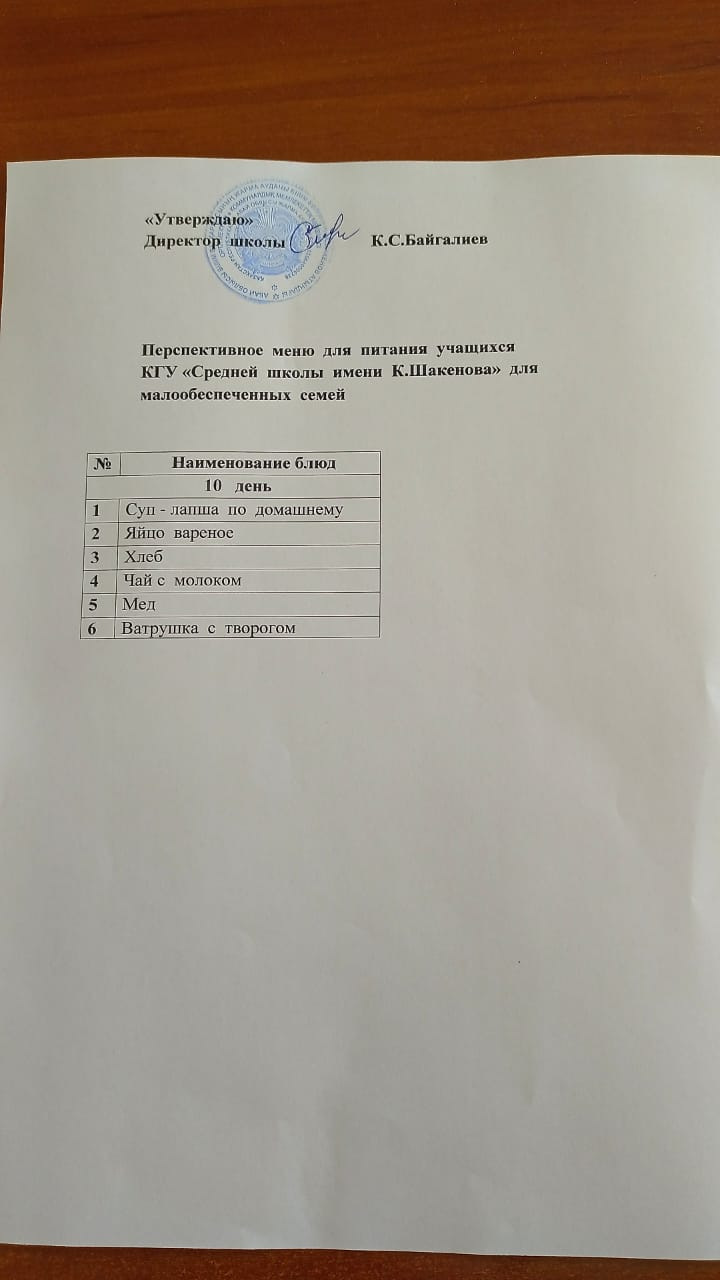 «Утверждаю»
Директор школы К.С.Байгалиев
Перспективное меню для питания учащихся
КГУ «Средней школы имени К.Шакенова» для
малообеспеченных семей
№ Наименование блюд
10 день
1 Суп - лапша по домашнему
2 Яйцо вареное
3 Хлеб
4 Чай с молоком
5 Мед
6 Ватрушка с творогом